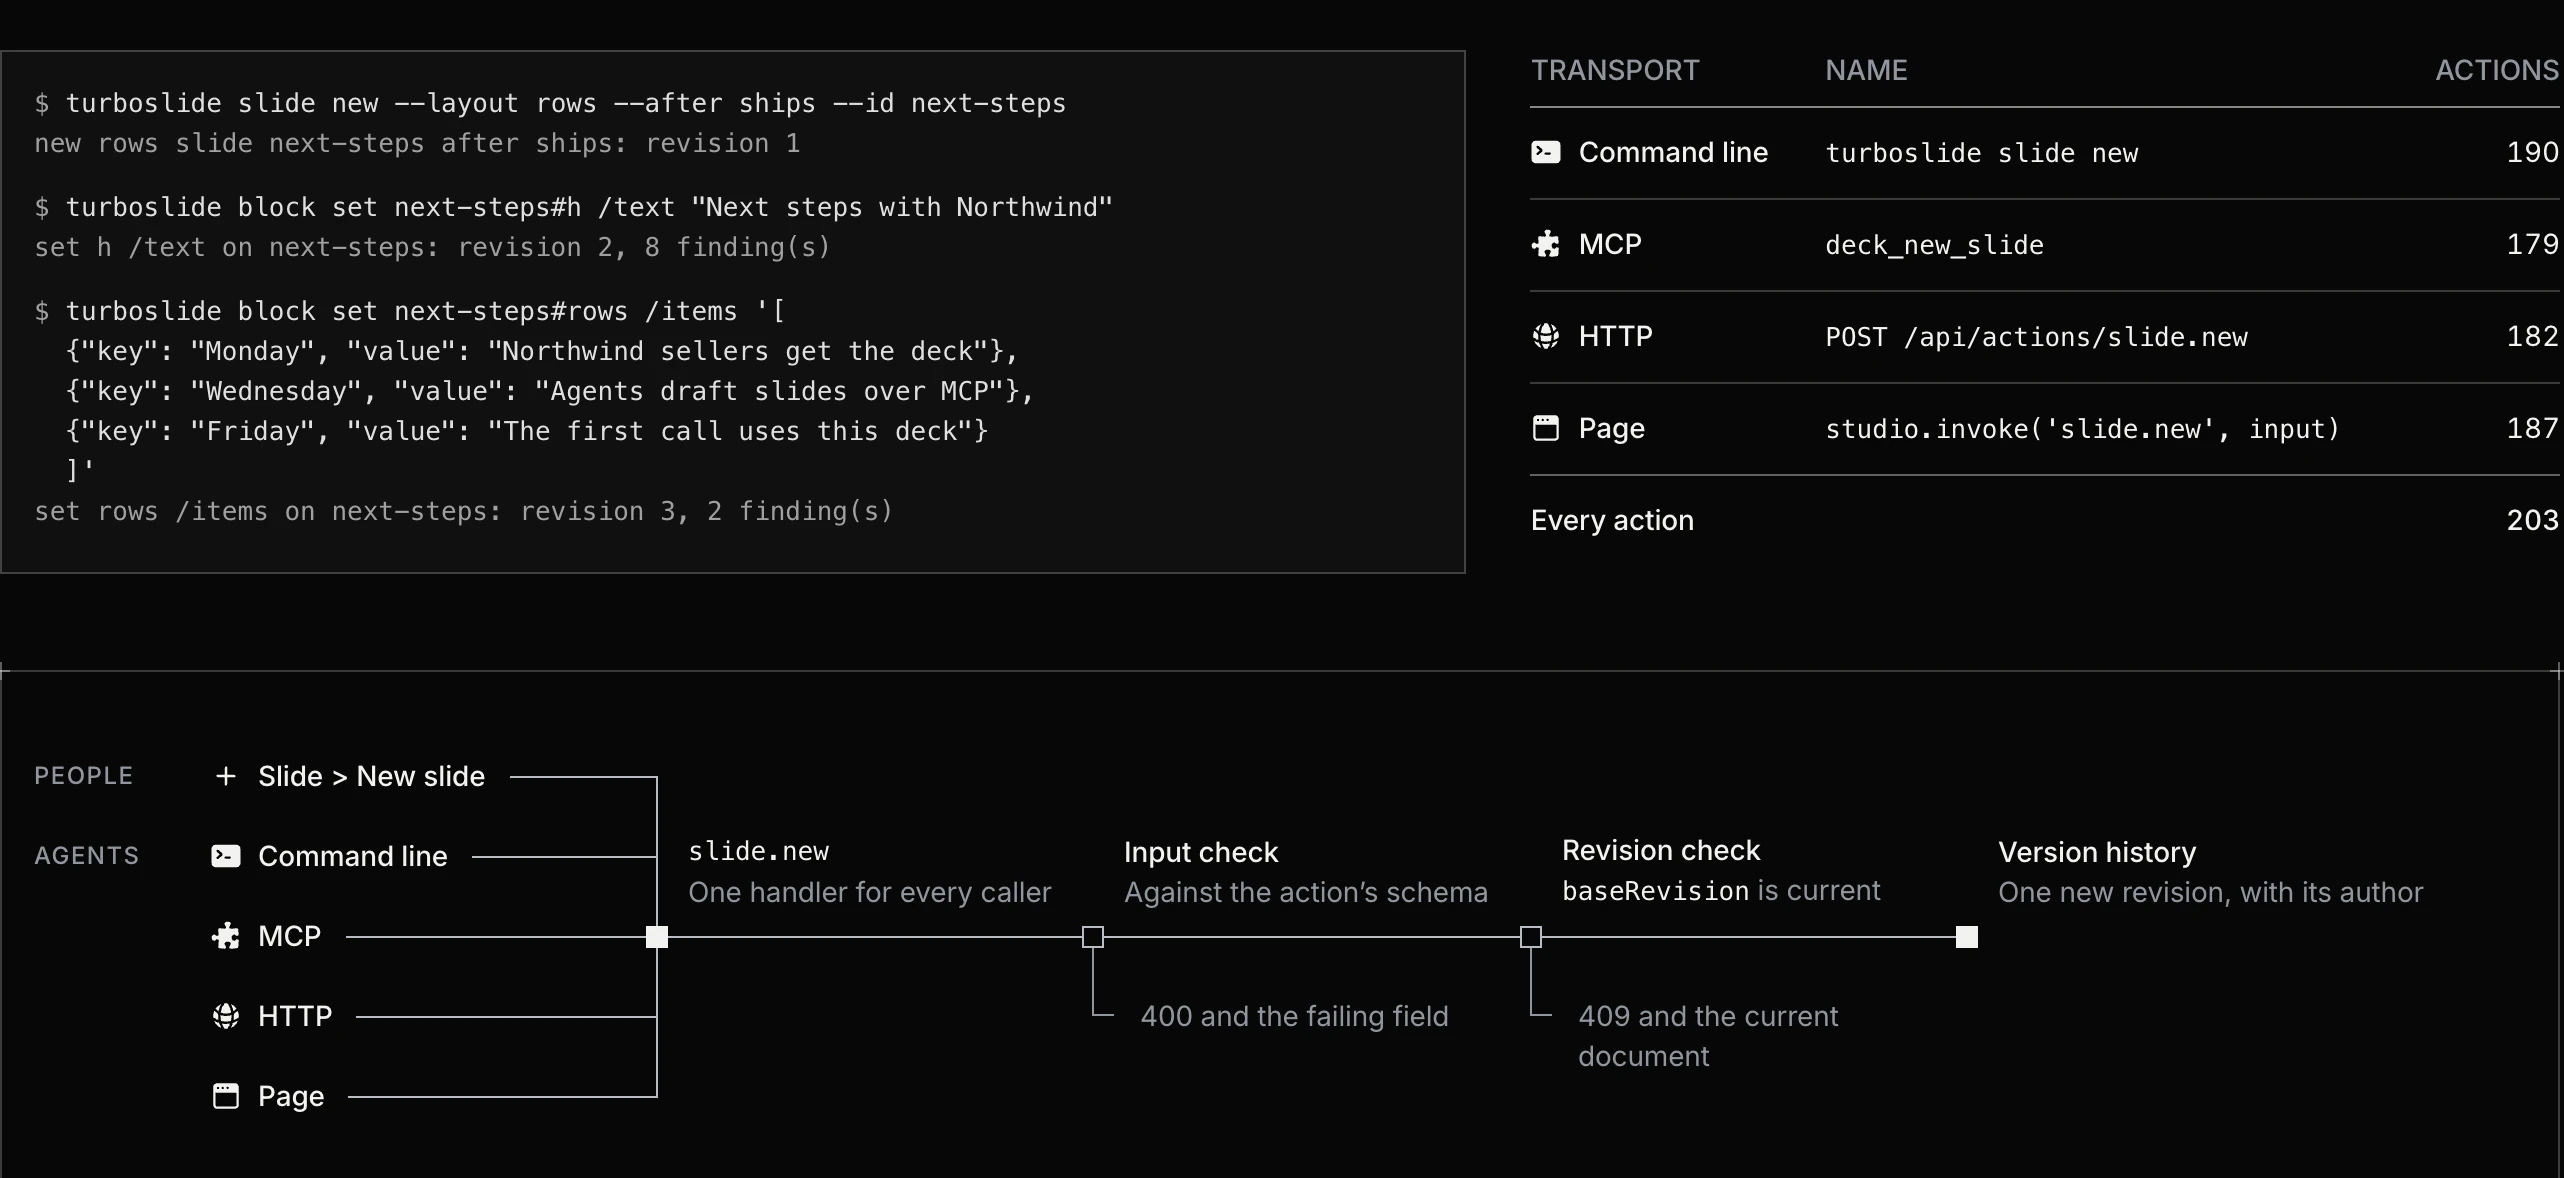 $ turboslide slide new --layout rows --after ships --id next-steps
new rows slide next-steps after ships: revision 1
$ turboslide block set next-steps#h /text "Next steps with Northwind"
set h /text on next-steps: revision 2, 8 finding(s)
$ turboslide block set next-steps#rows /items '[
{"key": "Monday", "value": "Northwind sellers get the deck"},
{"key": "Wednesday", "value": "Agents draft slides over MCP"},
{"key": "Friday", "value": "The first call uses this deck"}
]'
set rows /items on next-steps: revision 3, 2 finding(s)
TRANSPORT NAME ACTIONS
Command line turboslide slide new 190
MCP deck_new_slide 179
HTTP POST /api/actions/slide.new 182
Page studio.invoke('slide.new', input) 187
Every action 203
PEOPLE + Slide > New slide
AGENTS Command line
MCP
HTTP
Page
slide.new
One handler for every caller
Input check
Against the action’s schema
400 and the failing field
Revision check
baseRevision is current
409 and the current
document
Version history
One new revision, with its author